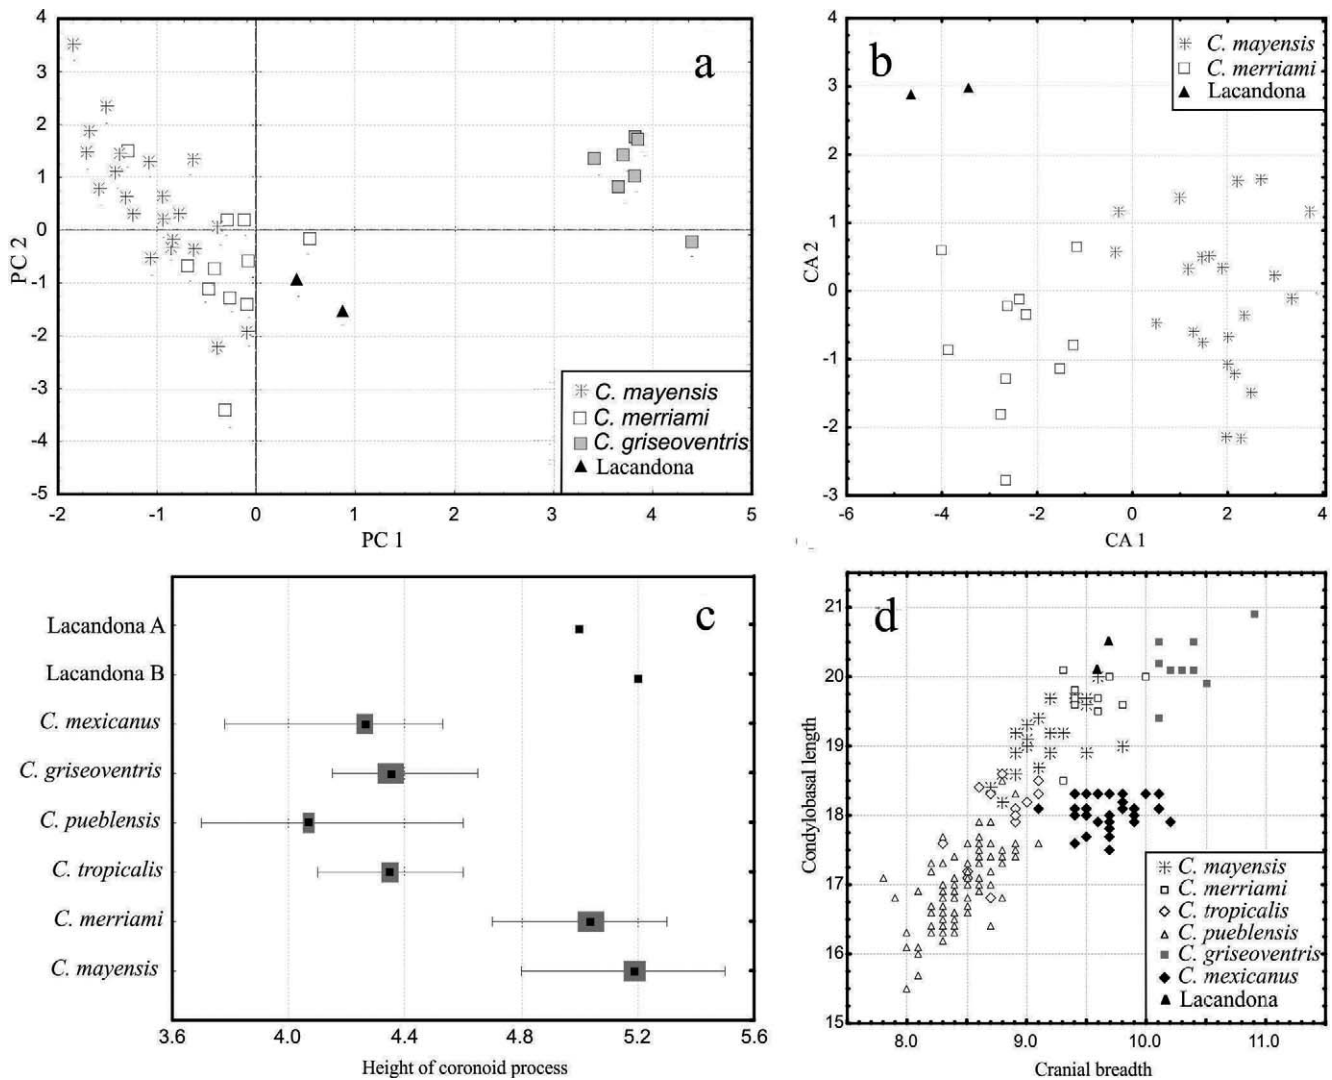 a
4
3
2
1
0
-1
-2
-3
-4
-5
PC 2
-2
-1
0
1
2
3
4
5
PC 1
C. mayensis
C. merriami
C. griseoventris
Lacandona
b
4
3
2
1
0
-1
-2
-3
CA 2
-6
-4
-2
0
2
4
CA 1
C. mayensis
C. merriami
Lacandona
c
Lacandona A
Lacandona B
C. mexicanus
C. griseoventris
C. pueblensis
C. tropicalis
C. merriami
C. mayensis
3.6
4.0
4.4
4.8
5.2
5.6
Height of coronoid process
d
21
20
19
18
17
16
15
Condylobasal length
8.0
9.0
10.0
11.0
Cranial breadth
C. mayensis
C. merriami
C. tropicalis
C. pueblensis
C. griseoventris
C. mexicanus
Lacandona